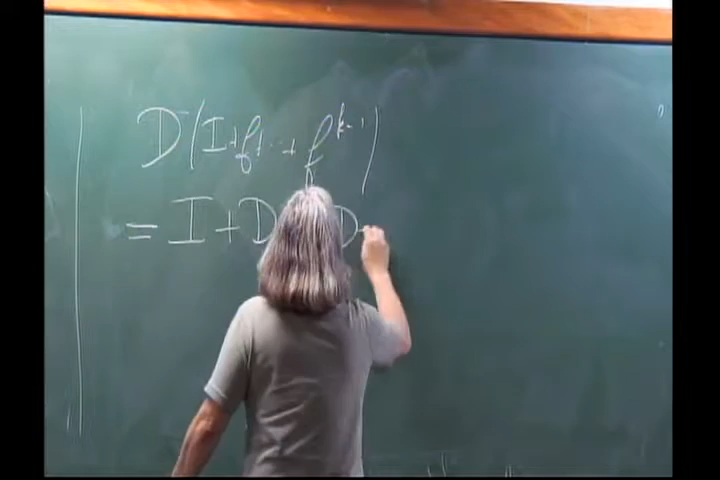 D(I+f+...+f^{k-1})
= I + D D